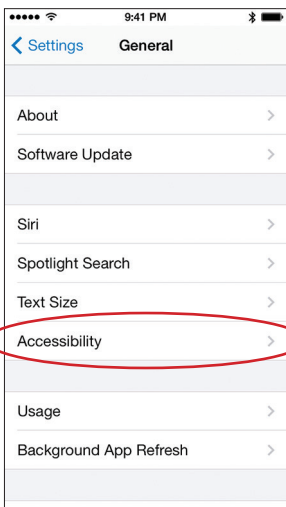 9:41 PM
Settings General
About
Software Update
Siri
Spotlight Search
Text Size
Accessibility
Usage
Background App Refresh